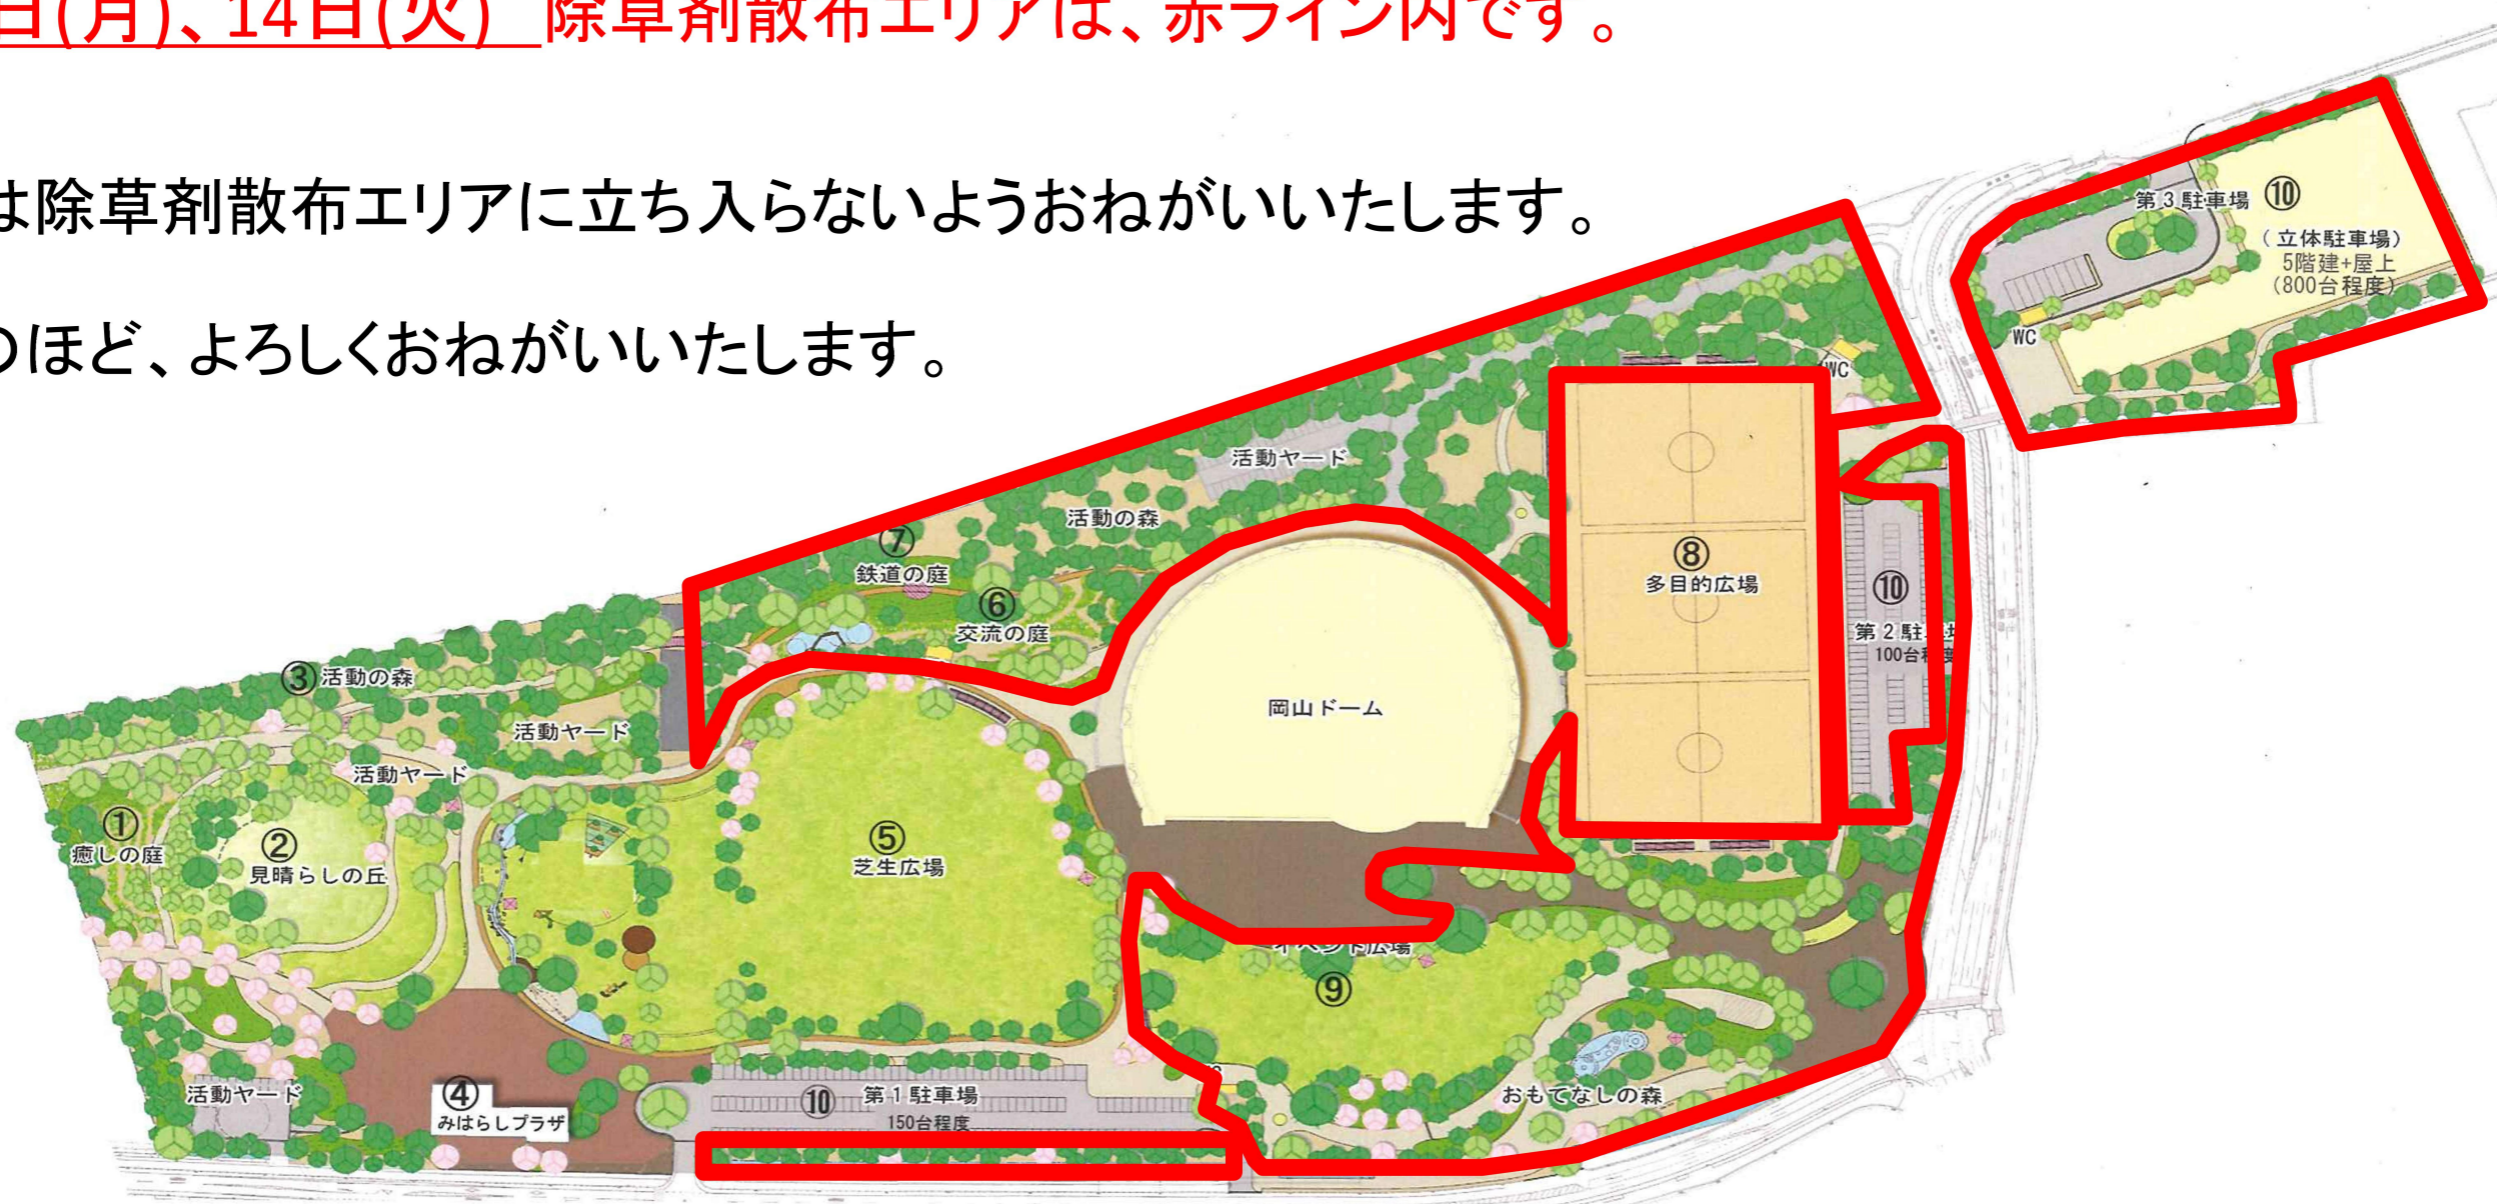 日(月)、14日(火) 除草剤散布エリアは、赤ライン内です。
は除草剤散布エリアに立ち入らないようおねがいいたします。
のほど、よろしくおねがいいたします。
第3駐車場 ⑩
(立体駐車場)
5階建+屋上
(800台程度)
WC
WC
活動ヤード
活動の森
⑦
鉄道の庭
⑥
交流の庭
⑧
多目的広場
⑩
第2駐
100台程度
③活動の森
岡山ドーム
活動ヤード
活動ヤード
①
癒しの庭
②
見晴らしの丘
⑤
芝生広場
イベント広場
⑨
活動ヤード
④
みはらしプラザ
⑩ 第1駐車場
150台程度
おもてなしの森